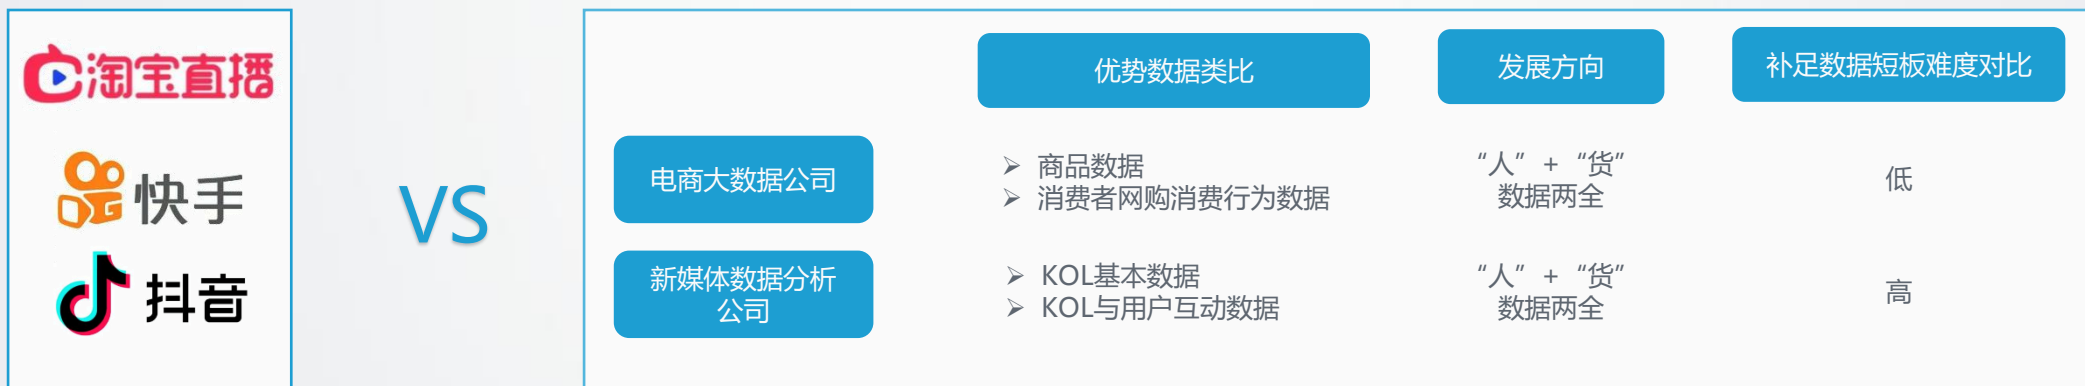 淘宝直播
快手
抖音
VS
优势数据类比
发展方向
补足数据短板难度对比
电商大数据公司
商品数据
消费者网购消费行为数据
“人” + “货”
数据两全
低
新媒体数据分析
公司
KOL基本数据
KOL与用户互动数据
“人” + “货”
数据两全
高